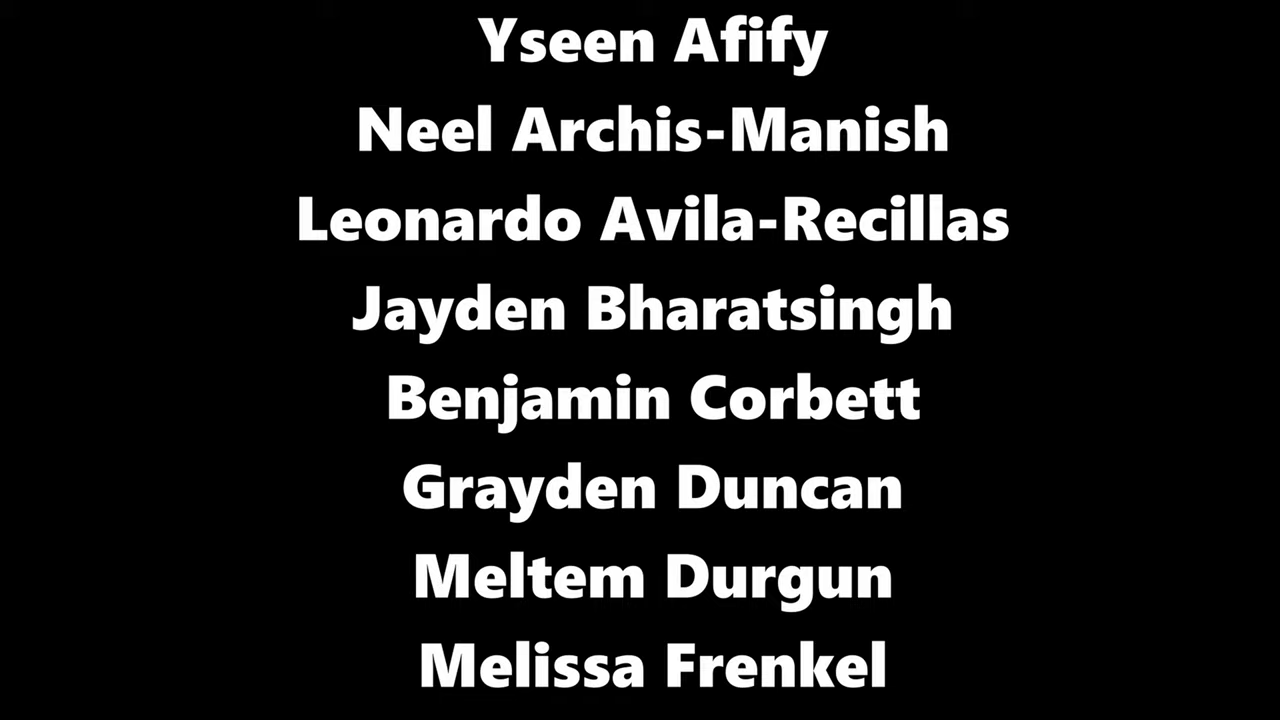 Yseen Afify
Neel Archis-Manish
Leonardo Avila-Recillas
Jayden Bharatsingh
Benjamin Corbett
Grayden Duncan
Meltem Durgun
Melissa Frenkel